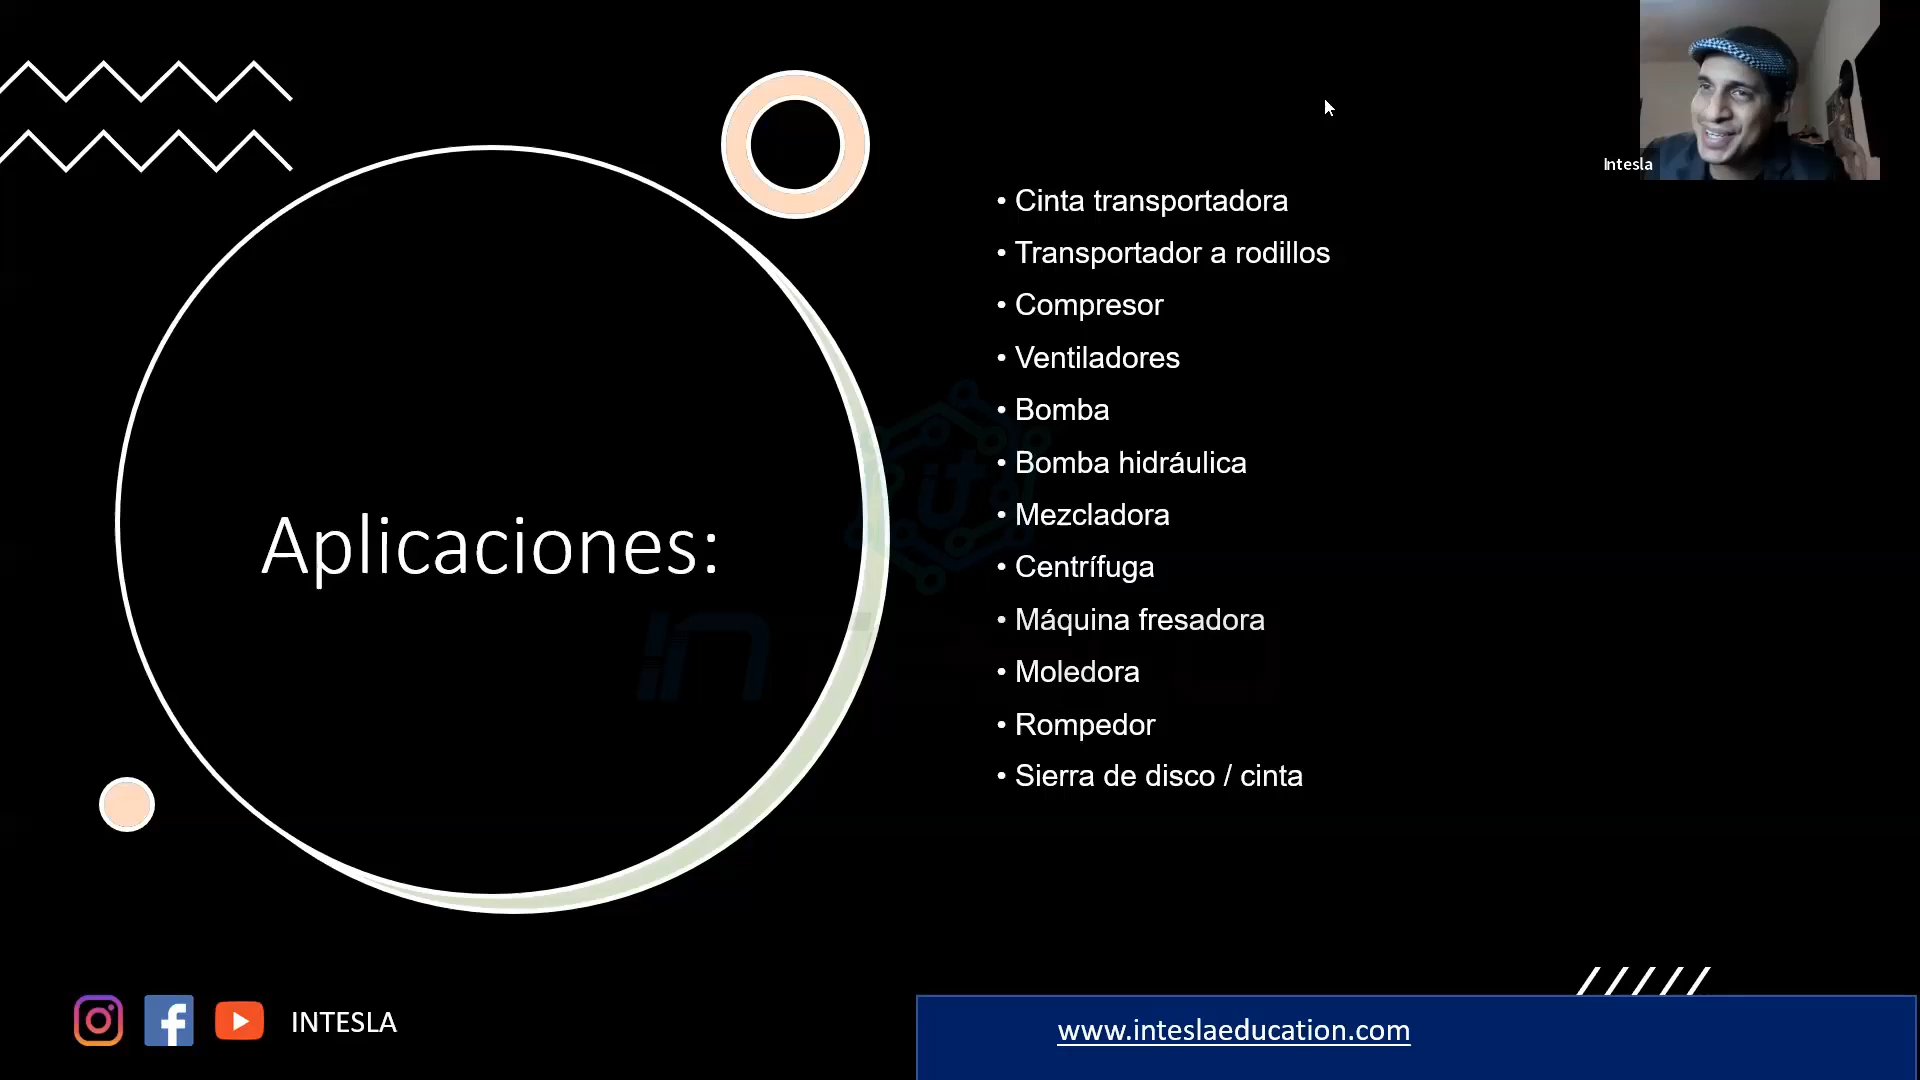 Intesla
• Cinta transportadora
• Transportador a rodillos
• Compresor
• Ventiladores
• Bomba
• Bomba hidráulica
• Mezcladora
• Centrífuga
• Máquina fresadora
• Moledora
• Rompedor
• Sierra de disco / cinta
Aplicaciones:
it
INTESLA
www.inteslaeducation.com